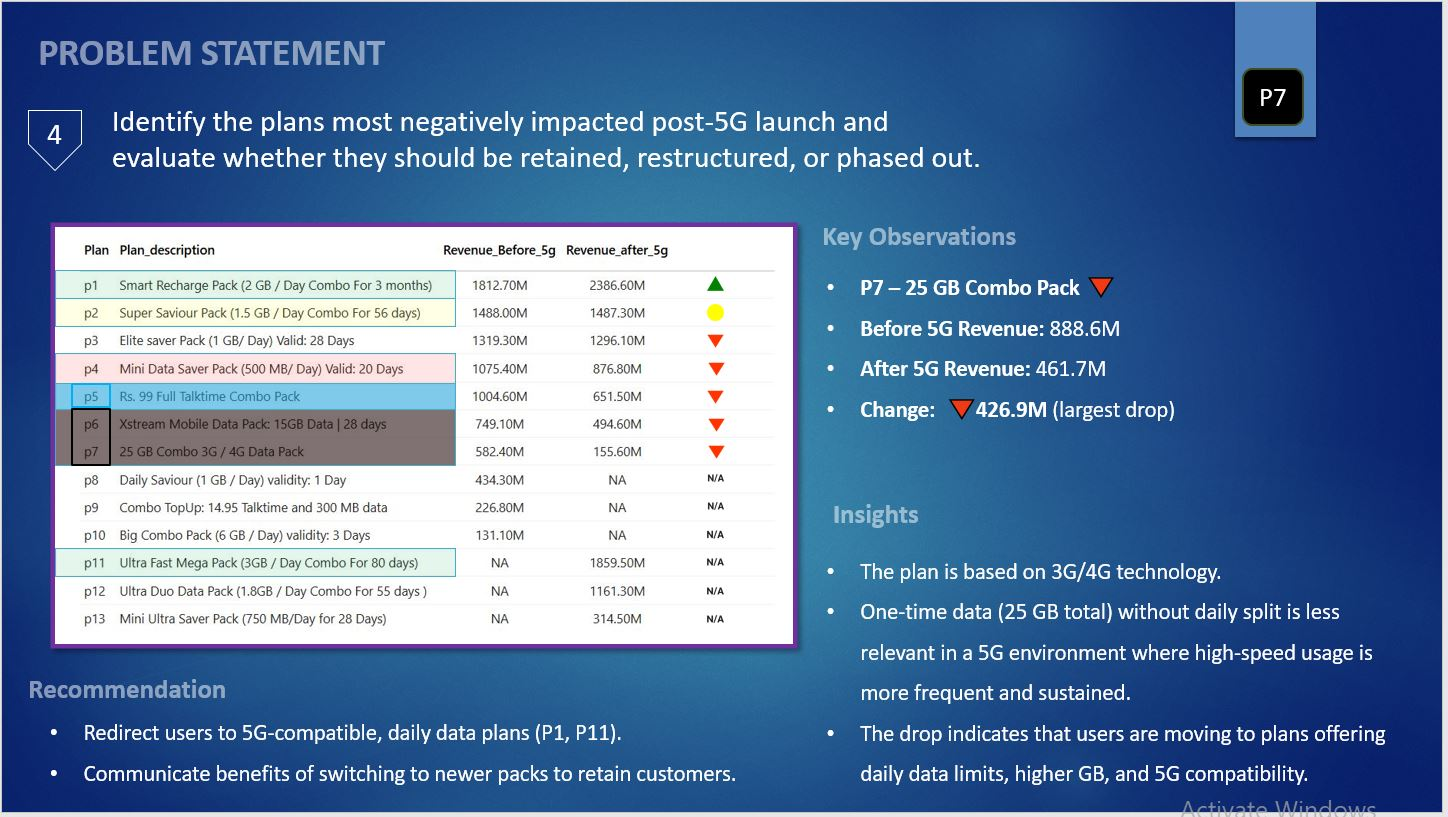 PROBLEM STATEMENT
P7
4
Identify the plans most negatively impacted post-5G launch and
evaluate whether they should be retained, restructured, or phased out.
Plan Plan_description Revenue_Before_5g Revenue_after_5g
p1 Smart Recharge Pack (2 GB / Day Combo For 3 months) 1812.70M 2386.60M
p2 Super Saviour Pack (1.5 GB / Day Combo For 56 days) 1488.00M 1487.30M
p3 Elite saver Pack (1 GB/ Day) Valid: 28 Days 1319.30M 1296.10M
p4 Mini Data Saver Pack (500 MB/ Day) Valid: 20 Days 1075.40M 876.80M
p5 Rs. 99 Full Talktime Combo Pack 1004.60M 651.50M
p6 Xstream Mobile Data Pack: 15GB Data | 28 days 749.10M 494.60M
p7 25 GB Combo 3G / 4G Data Pack 582.40M 155.60M
p8 Daily Saviour (1 GB / Day) validity: 1 Day 434.30M NA N/A
p9 Combo TopUp: 14.95 Talktime and 300 MB data 226.80M NA N/A
p10 Big Combo Pack (6 GB / Day) validity: 3 Days 131.10M NA N/A
p11 Ultra Fast Mega Pack (3GB / Day Combo For 80 days) NA 1859.50M N/A
p12 Ultra Duo Data Pack (1.8GB / Day Combo For 55 days ) NA 1161.30M N/A
p13 Mini Ultra Saver Pack (750 MB/Day for 28 Days) NA 314.50M N/A
Key Observations
• P7 – 25 GB Combo Pack
• Before 5G Revenue: 888.6M
• After 5G Revenue: 461.7M
• Change: 426.9M (largest drop)
Insights
• The plan is based on 3G/4G technology.
• One-time data (25 GB total) without daily split is less
relevant in a 5G environment where high-speed usage is
more frequent and sustained.
• The drop indicates that users are moving to plans offering
daily data limits, higher GB, and 5G compatibility.
Recommendation
• Redirect users to 5G-compatible, daily data plans (P1, P11).
• Communicate benefits of switching to newer packs to retain customers.
Activate Windows